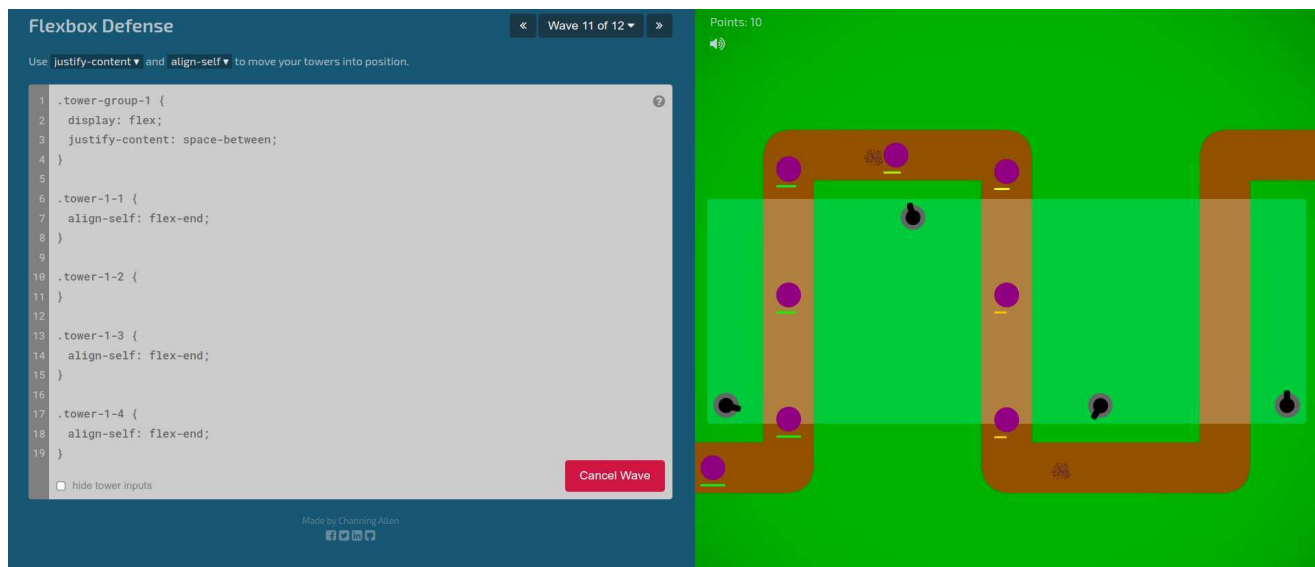 Flexbox Defense
« Wave 11 of 12 ▾ »
Use justify-content ▾ and align-self ▾ to move your towers into position.
1 .tower-group-1 {
2   display: flex;
3   justify-content: space-between;
4 }
5
6 .tower-1-1 {
7   align-self: flex-end;
8 }
9
10 .tower-1-2 {
11 }
12
13 .tower-1-3 {
14   align-self: flex-end;
15 }
16
17 .tower-1-4 {
18   align-self: flex-end;
19 }
hide tower inputs
Cancel Wave
Made by Channing Allen
Points: 10